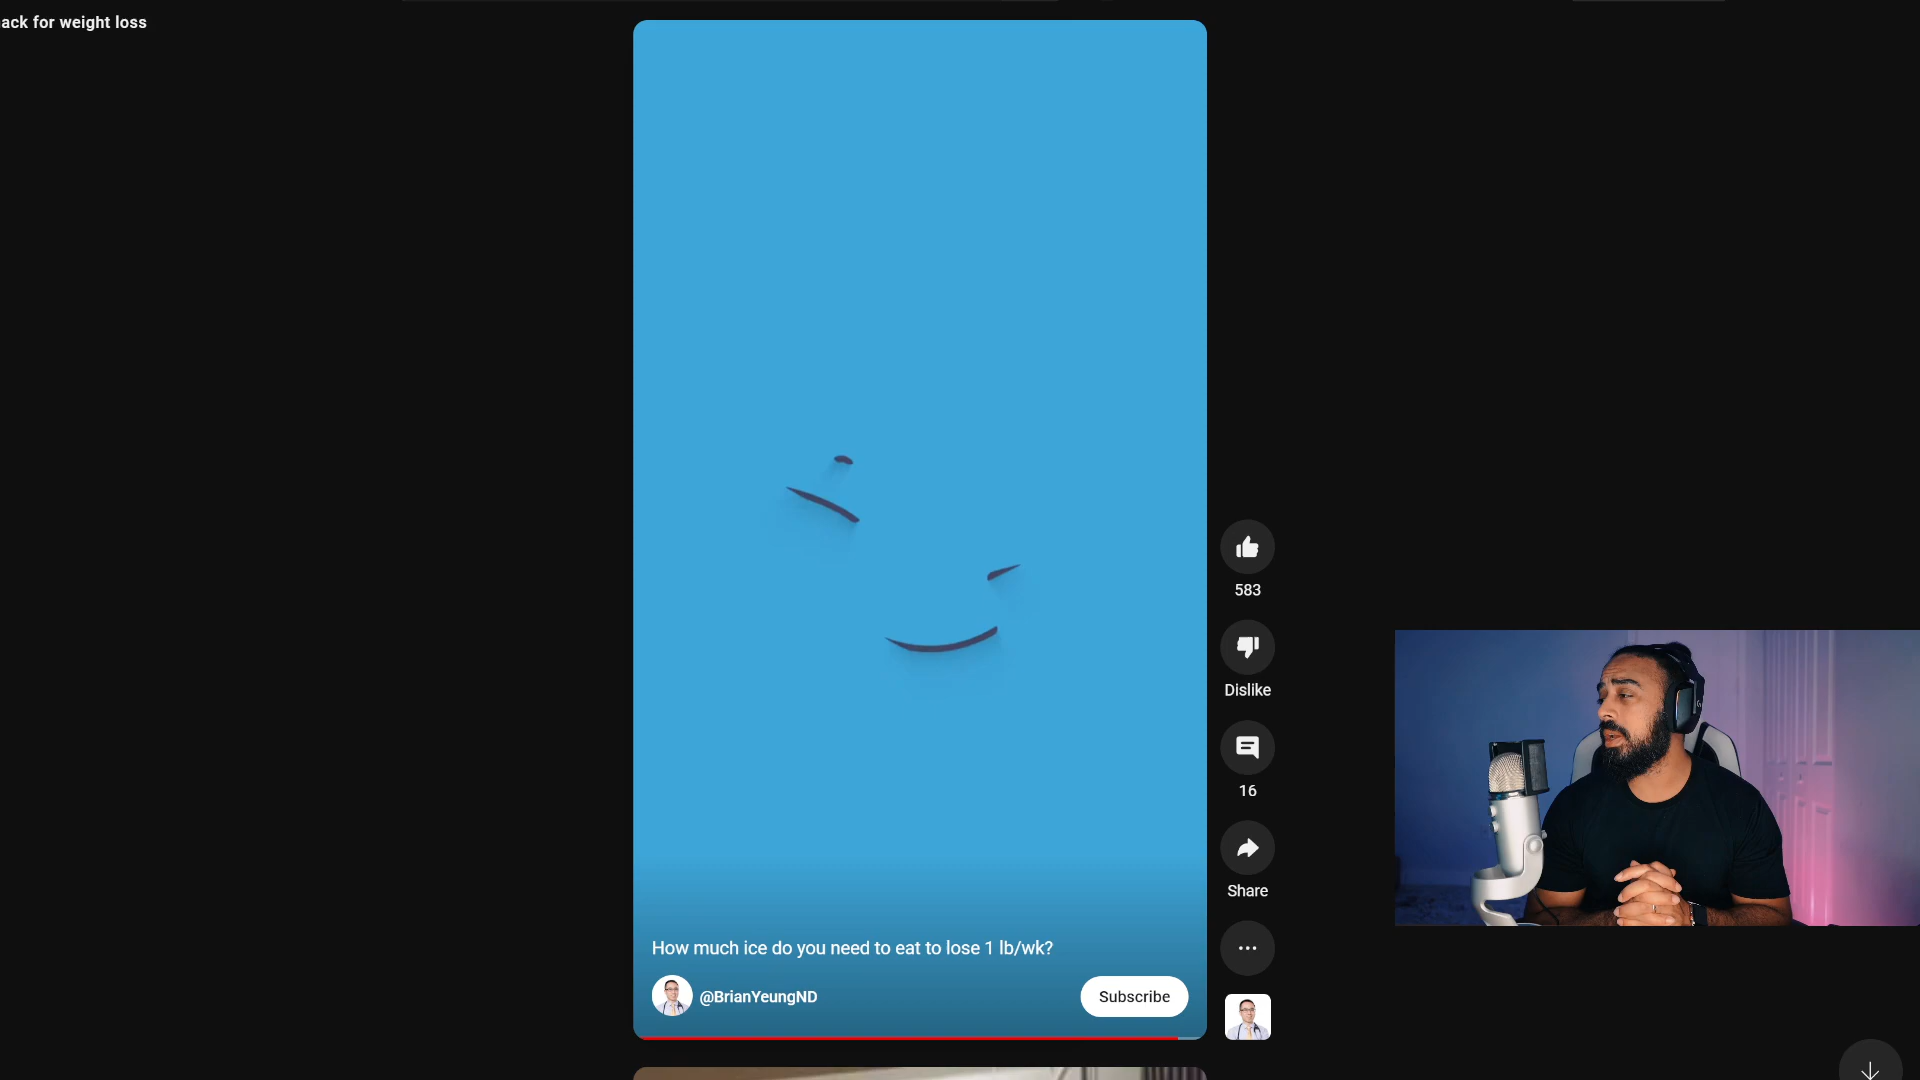 ack for weight loss
583
Dislike
16
Share
How much ice do you need to eat to lose 1 lb/wk?
@BrianYeungND
Subscribe